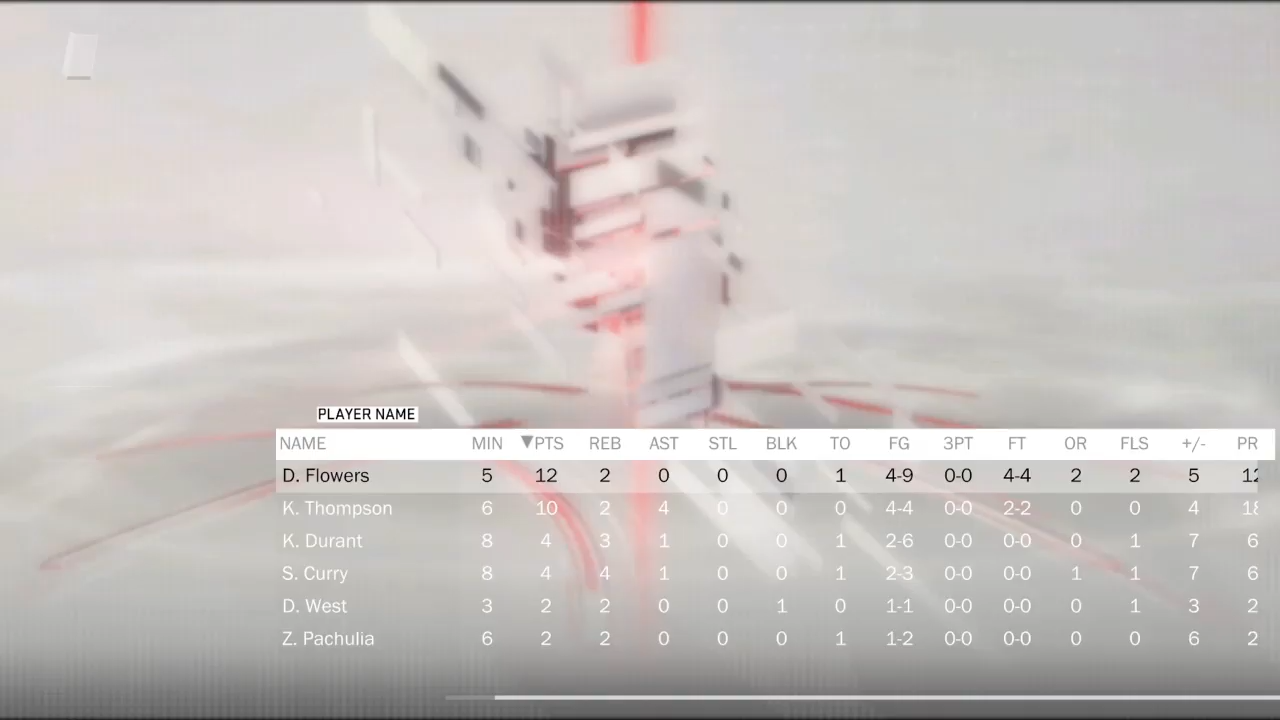 PLAYER NAME
NAME MIN ▼PTS REB AST STL BLK TO FG 3PT FT OR FLS +/- PR
D. Flowers 5 12 2 0 0 0 1 4-9 0-0 4-4 2 2 5 12
K. Thompson 6 10 2 4 0 0 0 4-4 0-0 2-2 0 0 4 18
K. Durant 8 4 3 1 0 0 1 2-6 0-0 0-0 0 1 7 6
S. Curry 8 4 4 1 0 0 1 2-3 0-0 0-0 1 1 7 6
D. West 3 2 2 0 0 1 0 1-1 0-0 0-0 0 1 3 2
Z. Pachulia 6 2 2 0 0 0 1 1-2 0-0 0-0 0 0 6 2